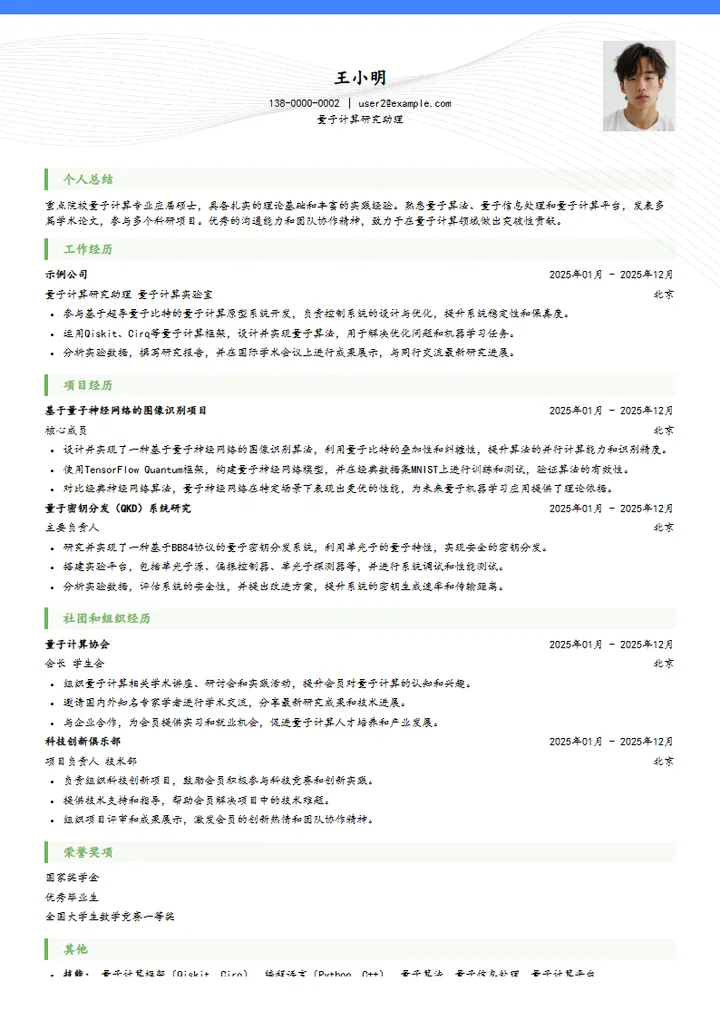 王小明
138-0000-0002 | user2@example.com
量子计算研究助理
个人总结
重点院校量子计算专业应届硕士，具备扎实的理论基础和丰富的实践经验。熟悉量子算法、量子信息处理和量子计算平台，发表多
篇学术论文，参与多个科研项目。优秀的沟通能力和团队协作精神，致力于在量子计算领域做出突破性贡献。
工作经历
示例公司 2025年01月 - 2025年12月
量子计算研究助理 量子计算实验室 北京
• 参与基于超导量子比特的量子计算原型系统开发，负责控制系统的设计与优化，提升系统稳定性和保真度。
• 运用Qiskit、Cirq等量子计算框架，设计并实现量子算法，用于解决优化问题和机器学习任务。
• 分析实验数据，撰写研究报告，并在国际学术会议上进行成果展示，与同行交流最新研究进展。
项目经历
基于量子神经网络的图像识别项目 2025年01月 - 2025年12月
核心成员 北京
• 设计并实现了一种基于量子神经网络的图像识别算法，利用量子比特的叠加性和纠缠性，提升算法的并行计算能力和识别精度。
• 使用TensorFlow Quantum框架，构建量子神经网络模型，并在经典数据集MNIST上进行训练和测试，验证算法的有效性。
• 对比经典神经网络算法，量子神经网络在特定场景下表现出更优的性能，为未来量子机器学习应用提供了理论依据。
量子密钥分发（QKD）系统研究 2025年01月 - 2025年12月
主要负责人 北京
• 研究并实现了一种基于BB84协议的量子密钥分发系统，利用单光子的量子特性，实现安全的密钥分发。
• 搭建实验平台，包括单光子源、偏振控制器、单光子探测器等，并进行系统调试和性能测试。
• 分析实验数据，评估系统的安全性，并提出改进方案，提升系统的密钥生成速率和传输距离。
社团和组织经历
量子计算协会 2025年01月 - 2025年12月
会长 学生会 北京
• 组织量子计算相关学术讲座、研讨会和实践活动，提升会员对量子计算的认知和兴趣。
• 邀请国内外知名专家学者进行学术交流，分享最新研究成果和技术进展。
• 与企业合作，为会员提供实习和就业机会，促进量子计算人才培养和产业发展。
科技创新俱乐部 2025年01月 - 2025年12月
项目负责人 技术部 北京
• 负责组织科技创新项目，鼓励会员积极参与科技竞赛和创新实践。
• 提供技术支持和指导，帮助会员解决项目中的技术难题。
• 组织项目评审和成果展示，激发会员的创新热情和团队协作精神。
荣誉奖项
国家奖学金
优秀毕业生
全国大学生数学竞赛一等奖
其他
• 技能： 量子计算框架（Qiskit、Cirq）、编程语言（Python、C++）、量子算法、量子信息处理、量子计算平台